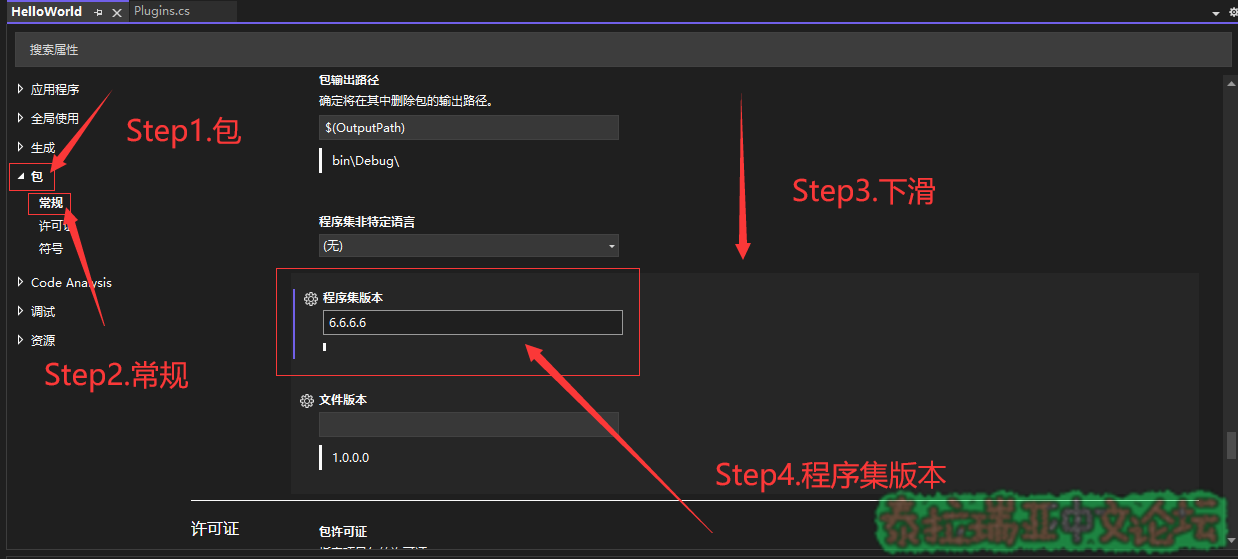 HelloWorld
Plugins.cs
搜索属性
应用程序
全局使用
生成
包
常规
许可证
符号
Code Analysis
调试
资源
Step1.包
Step2.常规
包输出路径
确定将在其中删除包的输出路径。
$(OutputPath)
bin\Debug\
程序集非特定语言
(无)
程序集版本
6.6.6.6
文件版本
1.0.0.0
Step3.下滑
Step4.程序集版本
许可证
包许可证
泰拉瑞亚中文论坛